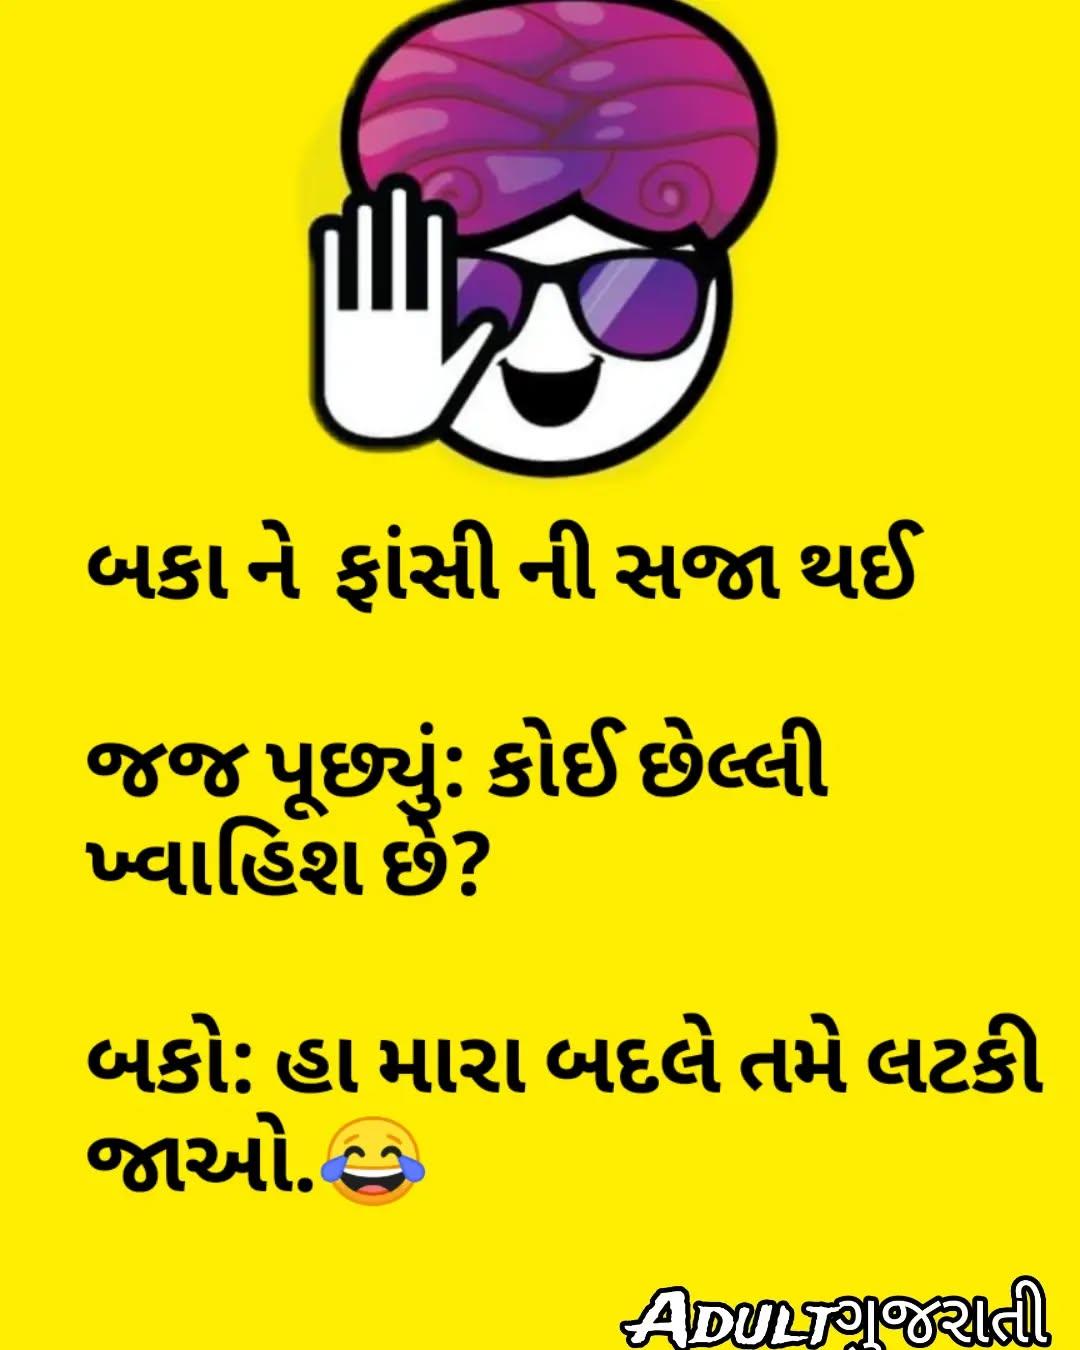 બકા ને ફાંસી ની સજા થઈ
જજ પૂછ્યું: કોઈ છેલ્લી
ખ્વાહિશ છે?
બકો: હા મારા બદલે તમે લટકી
જાઓ.😂
ADULTગુજરાતી